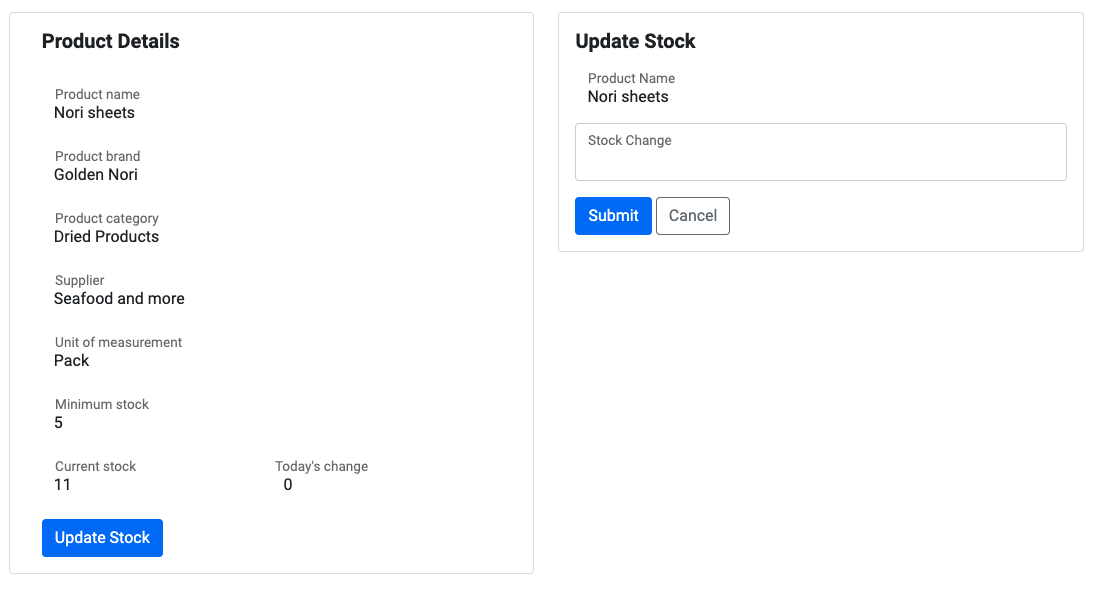 Product Details
Product name
Nori sheets
Product brand
Golden Nori
Product category
Dried Products
Supplier
Seafood and more
Unit of measurement
Pack
Minimum stock
5
Current stock
11
Today's change
0
Update Stock
Update Stock
Product Name
Nori sheets
Stock Change
Submit
Cancel